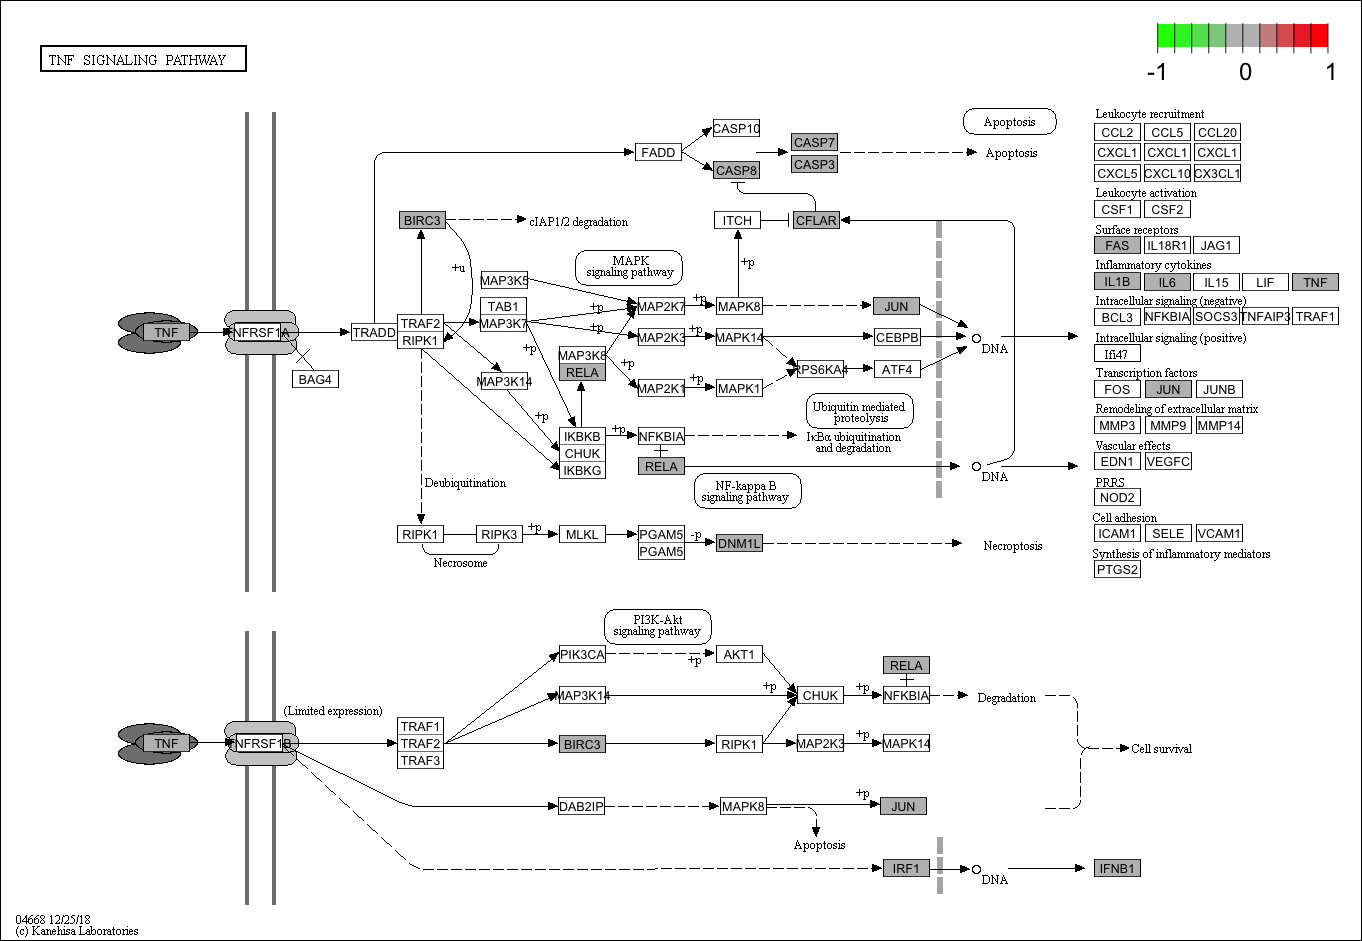 TNF SIGNALING PATHWAY
-1 0 1
Leukocyte recruitment
CCL2 CCL5 CCL20
CXCL1 CXCL1 CXCL1
CXCL5 CXCL10 CX3CL1
Leukocyte activation
CSF1 CSF2
Surface receptors
FAS IL18R1 JAG1
Inflammatory cytokines
IL1B IL6 IL15 LIF TNF
Intracellular signaling (negative)
BCL3 NFKBIA SOCS3 TNFAIP3 TRAF1
Intracellular signaling (positive)
Ifi47
Transcription factors
FOS JUN JUNB
Remodeling of extracellular matrix
MMP3 MMP9 MMP14
Vascular effects
EDN1 VEGFC
PRRS
NOD2
Cell adhesion
ICAM1 SELE VCAM1
Synthesis of inflammatory mediators
PTGS2
Apoptosis
CASP10
FADD
CASP7
CASP8
CASP3
Apoptosis
BIRC3
cIAP1/2 degradation
ITCH
CFLAR
+u
MAPK
signaling pathway
+p
MAP3K5
TAB1
MAP3K7
+p
MAP2K7
+p
MAPK8
JUN
TNF
NFRSF1A
TRADD
TRAF2
RIPK1
+p
MAP2K3
MAPK14
CEBPB
DNA
+p
MAP3K8
RELA
+p
RPS6KA4
ATF4
BAG4
MAP3K14
MAP2K1
+p
MAPK1
+p
Ubiquitin mediated
proteolysis
IKBKB
CHUK
IKBKG
+p
NFKBIA
IκBα ubiquitination
and degradation
RELA
DNA
NF-kappa B
signaling pathway
Deubiquitination
RIPK1
RIPK3
+p
MLKL
PGAM5
PGAM5
-p
DNM1L
Necroptosis
Necrosome
PI3K-Akt
signaling pathway
PIK3CA
+p
AKT1
RELA
MAP3K14
+p
CHUK
+p
NFKBIA
Degradation
(Limited expression)
TNF
NFRSF1B
TRAF1
TRAF2
TRAF3
BIRC3
RIPK1
MAP2K3
+p
MAPK14
Cell survival
DAB2IP
MAPK8
+p
JUN
Apoptosis
IRF1
DNA
IFNB1
04668 12/25/18
(c) Kanehisa Laboratories